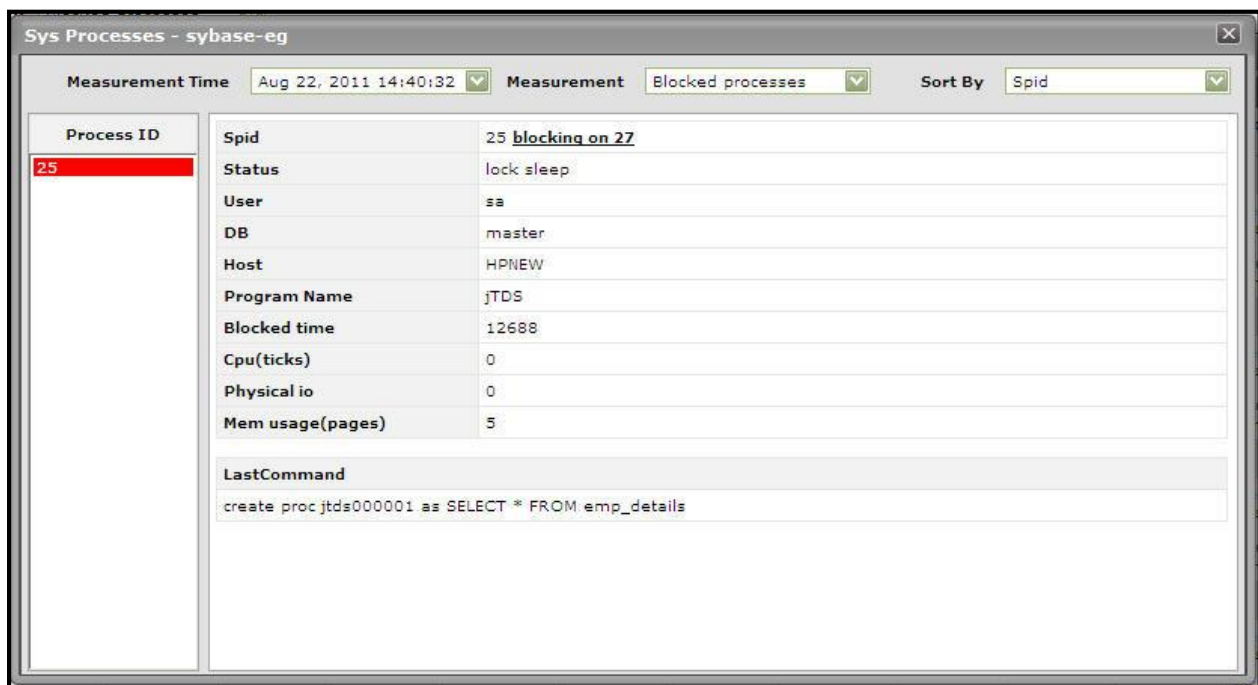 Sys Processes - sybase-eg
Measurement Time Aug 22, 2011 14:40:32 Measurement Blocked processes Sort By Spid
Process ID
25
Spid 25 blocking on 27
Status lock sleep
User sa
DB master
Host HPNEW
Program Name jTDS
Blocked time 12688
Cpu(ticks) 0
Physical io 0
Mem usage(pages) 5
LastCommand
create proc jtds000001 as SELECT * FROM emp_details